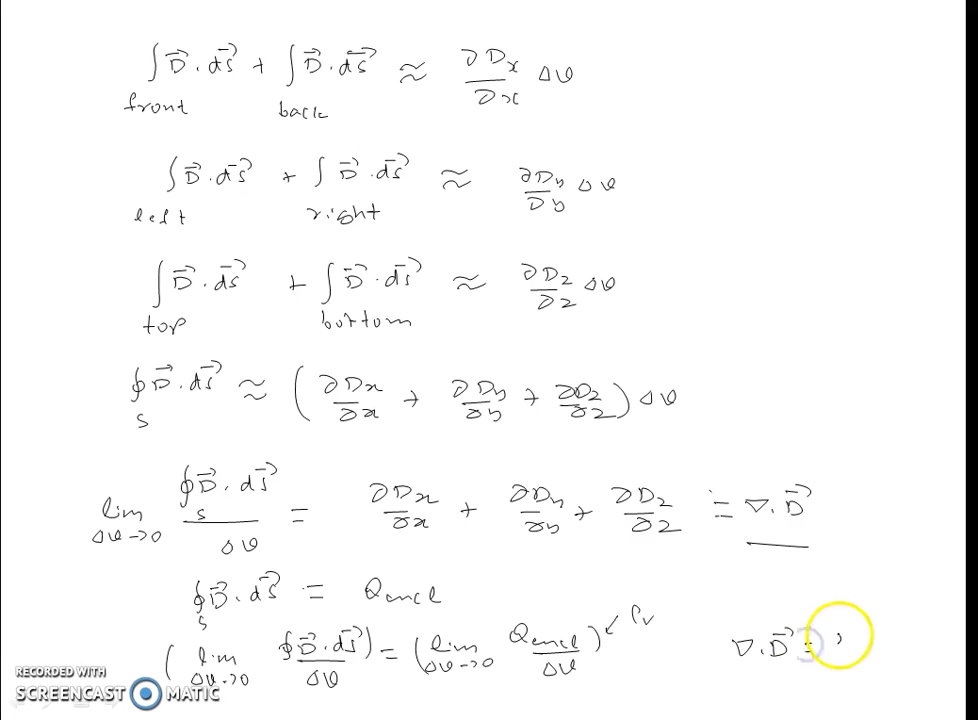 ∫ D⃗ . ds⃗ + ∫ D⃗ . ds⃗ ≈ ∂Dx/∂x Δv
front back
∫ D⃗ . ds⃗ + ∫ D⃗ . ds⃗ ≈ ∂Dy/∂y Δv
left right
∫ D⃗ . ds⃗ + ∫ D⃗ . ds⃗ ≈ ∂Dz/∂z Δv
top bottom
∮s D⃗ . ds⃗ ≈ (∂Dx/∂x + ∂Dy/∂y + ∂Dz/∂z) Δv
lim Δv→0 ∮s D⃗ . ds⃗ / Δv = ∂Dx/∂x + ∂Dy/∂y + ∂Dz/∂z = ∇ . D⃗
∮s D⃗ . ds⃗ = Qencl
(lim Δv→0 ∮ D⃗ . ds⃗ / Δv) = (lim Δv→0 Qencl / Δv) ↙ ρv ∇ . D⃗ =
RECORDED WITH
SCREENCAST MATIC